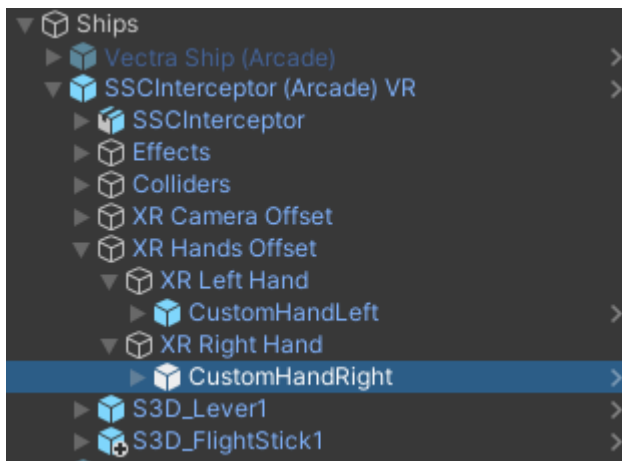 Ships
Vectra Ship (Arcade)
SSCInterceptor (Arcade) VR
SSCInterceptor
Effects
Colliders
XR Camera Offset
XR Hands Offset
XR Left Hand
CustomHandLeft
XR Right Hand
CustomHandRight
S3D_Lever1
S3D_FlightStick1